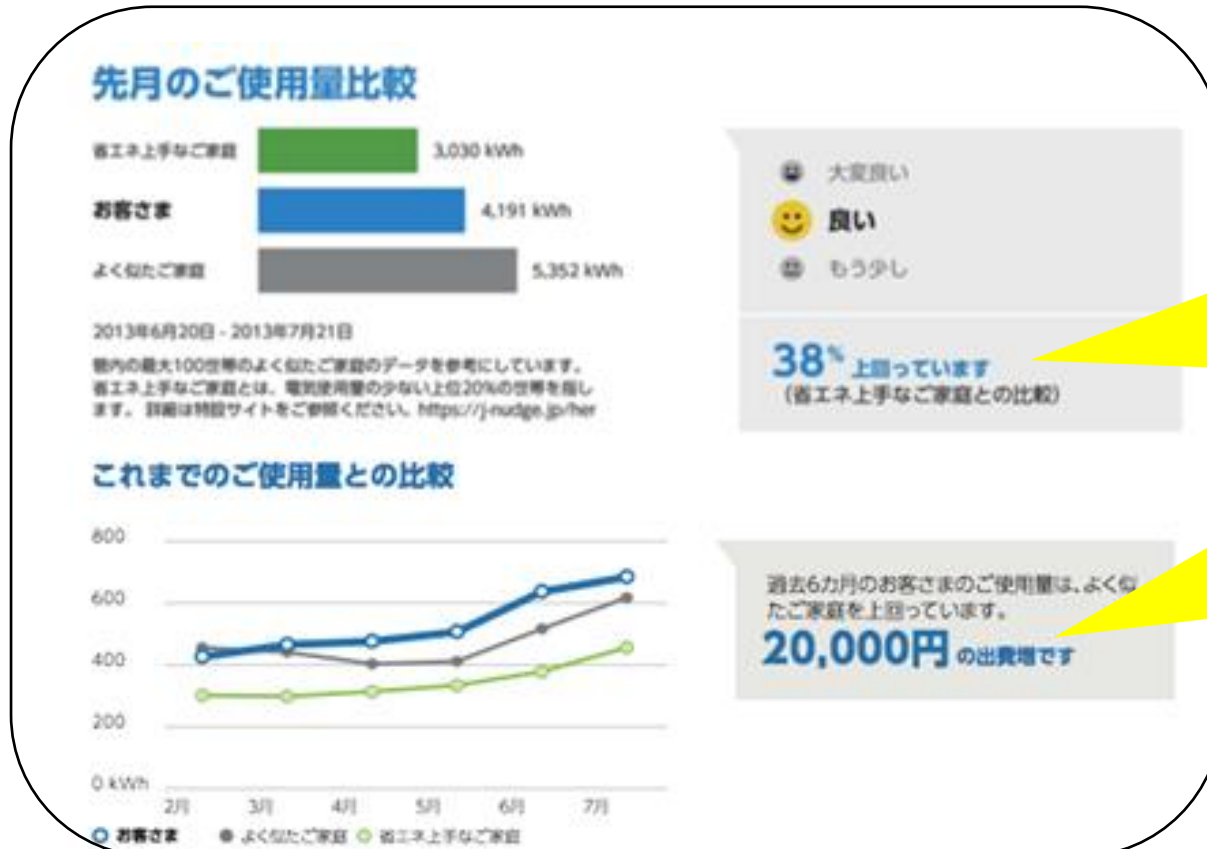 先月のご使用量比較
省エネ上手なご家庭
3,030 kWh
お客さま
4,191 kWh
よく似たご家庭
5,352 kWh
2013年6月20日 - 2013年7月21日
管内の最大100世帯のよく似たご家庭のデータを参考にしています。
省エネ上手なご家庭とは、電気使用量の少ない上位20%の世帯を指し
ます。 詳細は特設サイトをご参照ください。https://j-nudge.jp/her
大変良い
良い
もう少し
38% 上回っています
（省エネ上手なご家庭との比較）
これまでのご使用量との比較
800
600
400
200
0 kWh
2月 3月 4月 5月 6月 7月
お客さま よく似たご家庭 省エネ上手なご家庭
過去6カ月のお客さまのご使用量は、よく似
たご家庭を上回っています。
20,000円 の出費増です